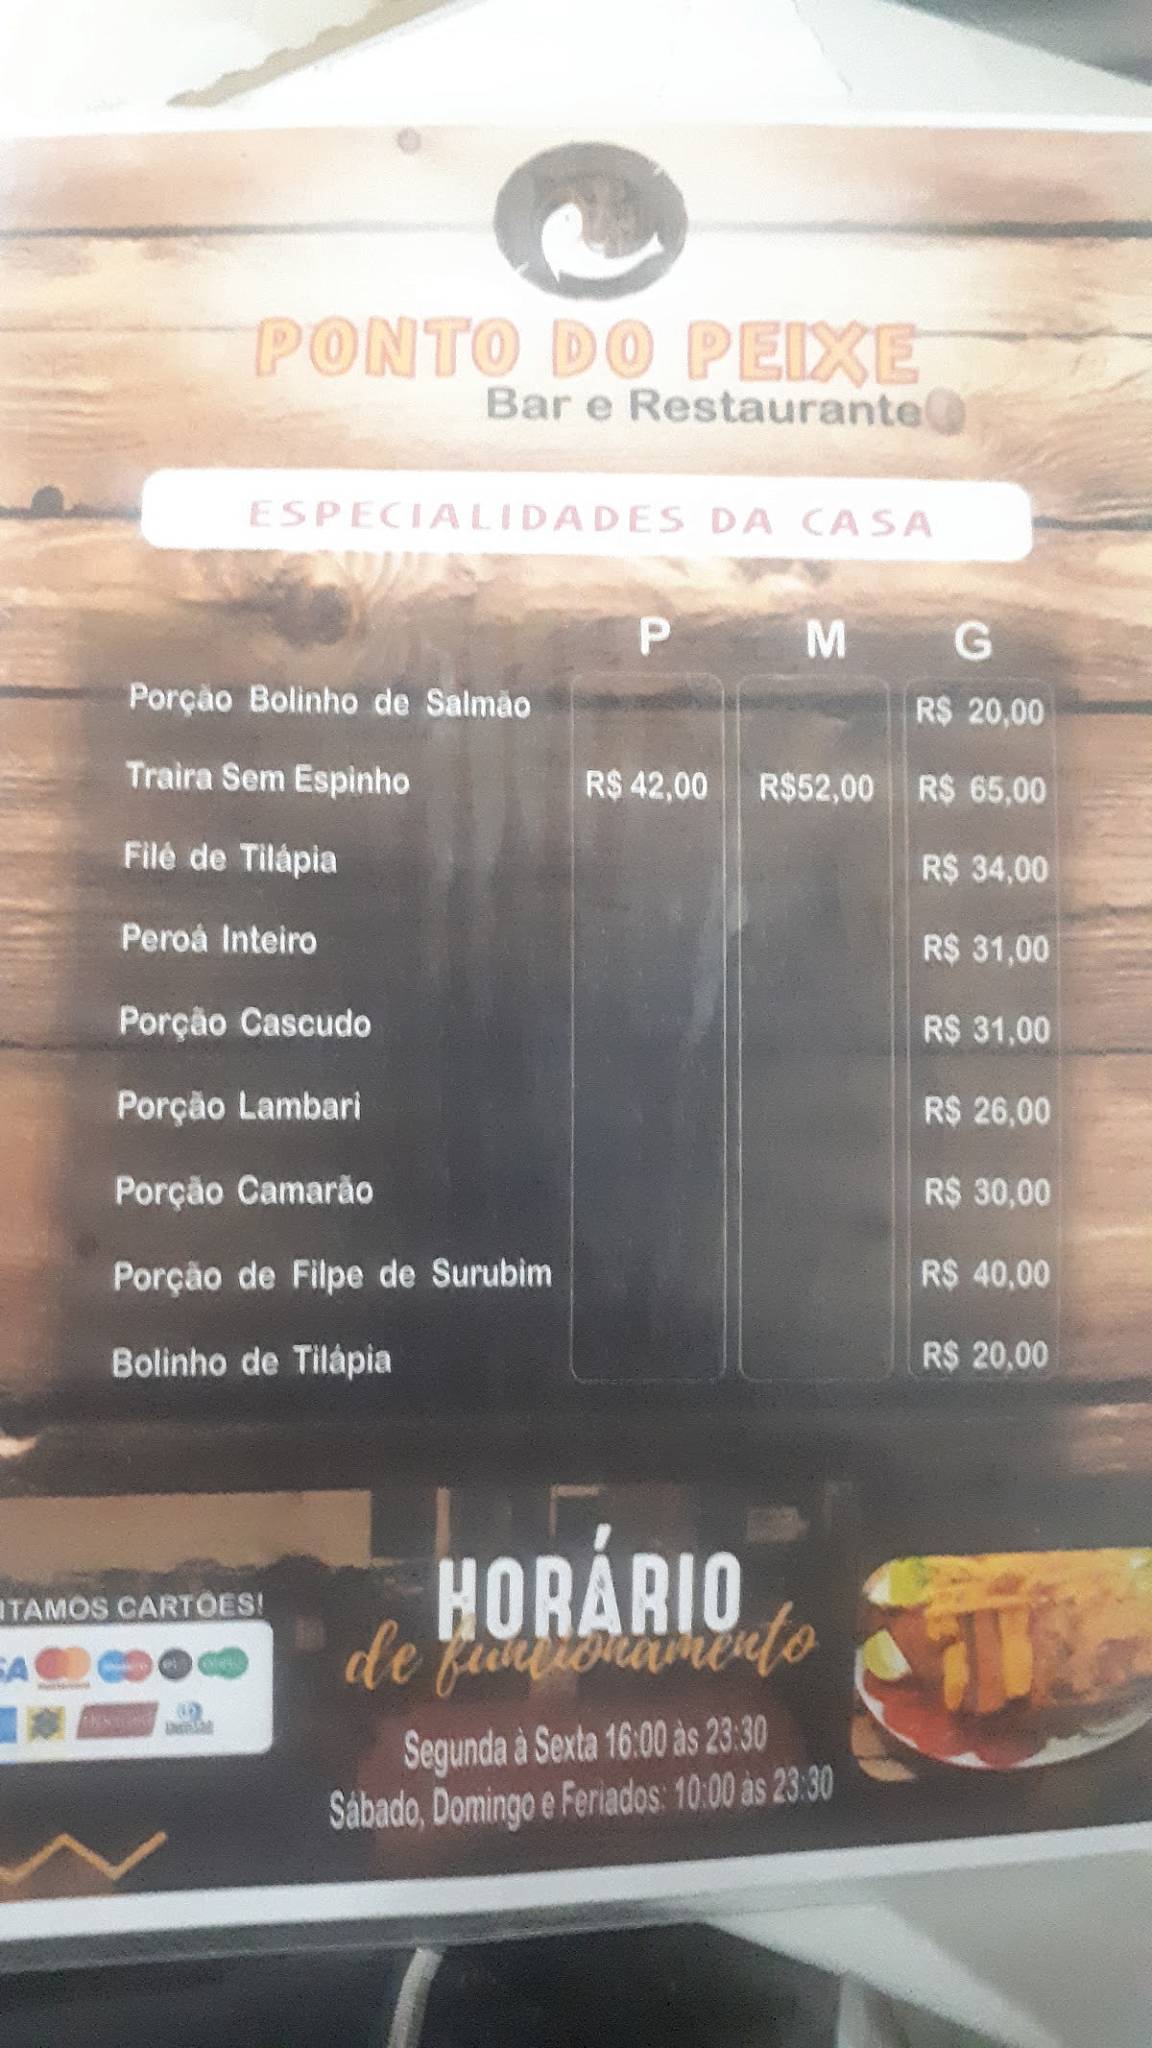 PONTO DO PEIXE
Bar e Restaurante
ESPECIALIDADES DA CASA
P M G
Porção Bolinho de Salmão R$ 20,00
Traira Sem Espinho R$ 42,00 R$52,00 R$ 65,00
Filé de Tilápia R$ 34,00
Peroá Inteiro R$ 31,00
Porção Cascudo R$ 31,00
Porção Lambari R$ 26,00
Porção Camarão R$ 30,00
Porção de Filpe de Surubim R$ 40,00
Bolinho de Tilápia R$ 20,00
ITAMOS CARTÕES!
SA
HORÁRIO
de funcionamento
Segunda à Sexta 16:00 às 23:30
Sábado, Domingo e Feriados: 10:00 às 23:30